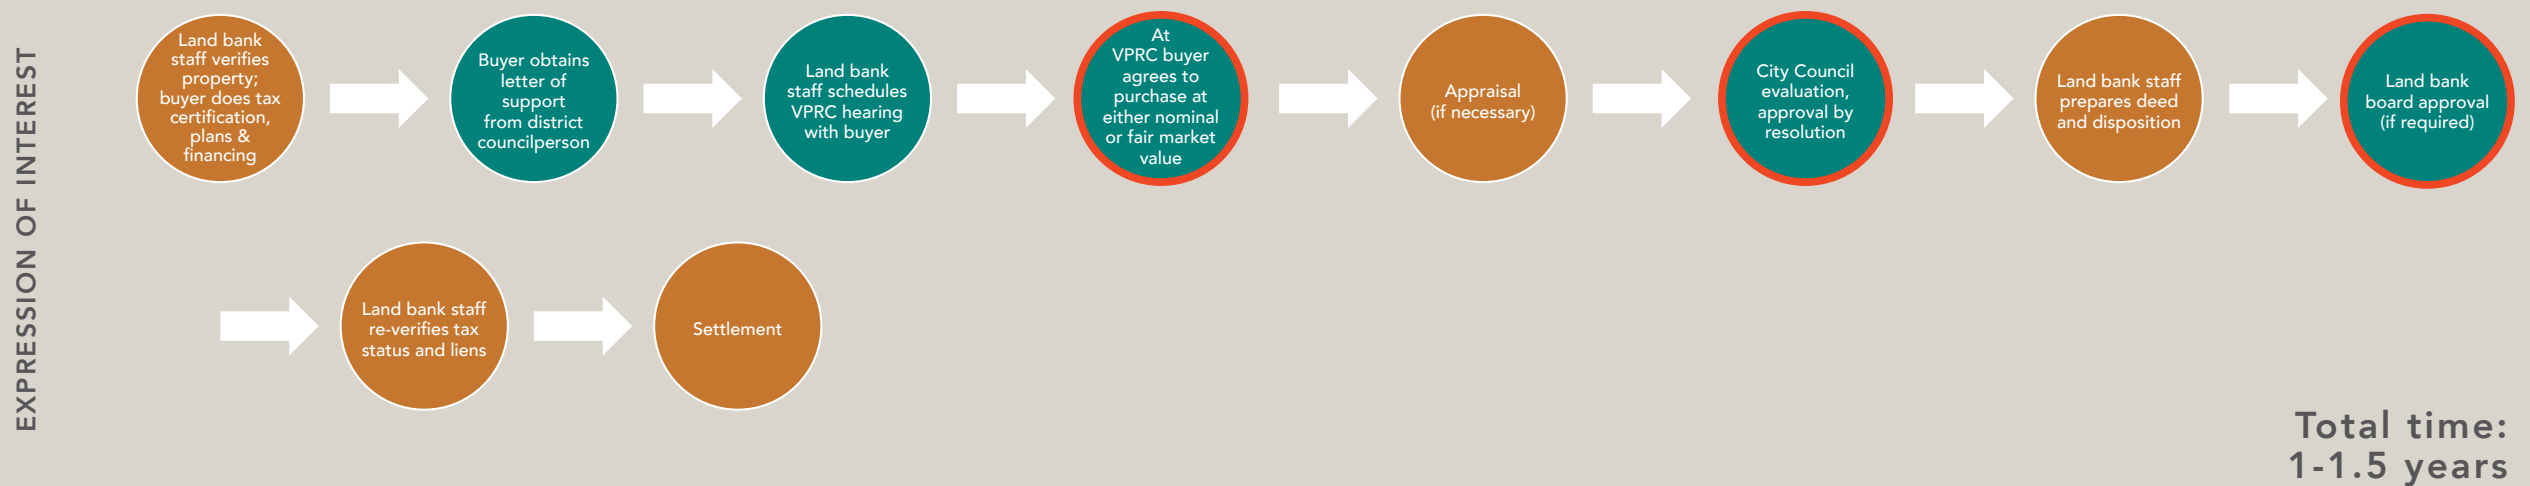 EXPRESSION OF INTEREST
Land bank
staff verifies
property;
buyer does tax
certification,
plans &
financing
Buyer obtains
letter of
support
from district
councilperson
Land bank
staff schedules
VPRC hearing
with buyer
At
VPRC buyer
agrees to
purchase at
either nominal
or fair market
value
Appraisal
(if necessary)
City Council
evaluation,
approval by
resolution
Land bank staff
prepares deed
and disposition
Land bank
board approval
(if required)
Land bank staff
re-verifies tax
status and liens
Settlement
Total time:
1-1.5 years